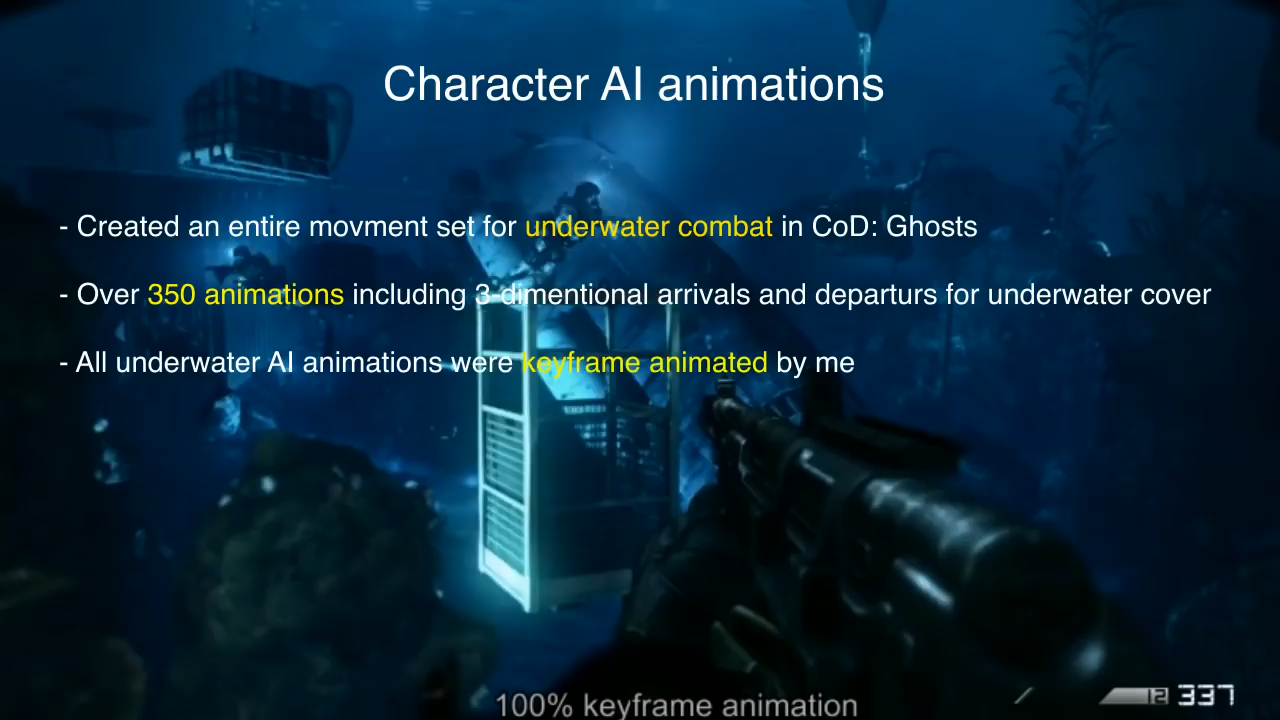 Character AI animations
- Created an entire movment set for underwater combat in CoD: Ghosts
- Over 350 animations including 3-dimentional arrivals and departurs for underwater cover
- All underwater AI animations were keyframe animated by me
100% keyframe animation
12 337